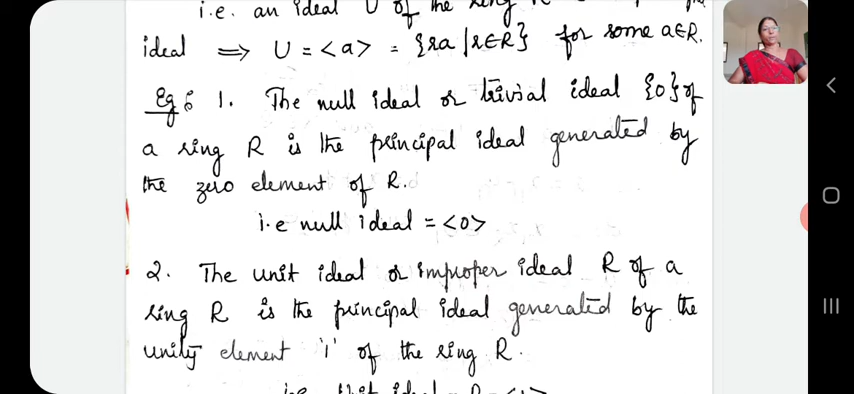 i.e. an ideal U of the ring R
ideal ⟹ U = <a> = {ra | r∈R} for some a∈R.
Eg: 1. The null ideal or trivial ideal {0} of
a ring R is the principal ideal generated by
the zero element of R.
i.e null ideal = <0>
2. The unit ideal or improper ideal R of a
ring R is the principal ideal generated by the
unity element '1' of the ring R.